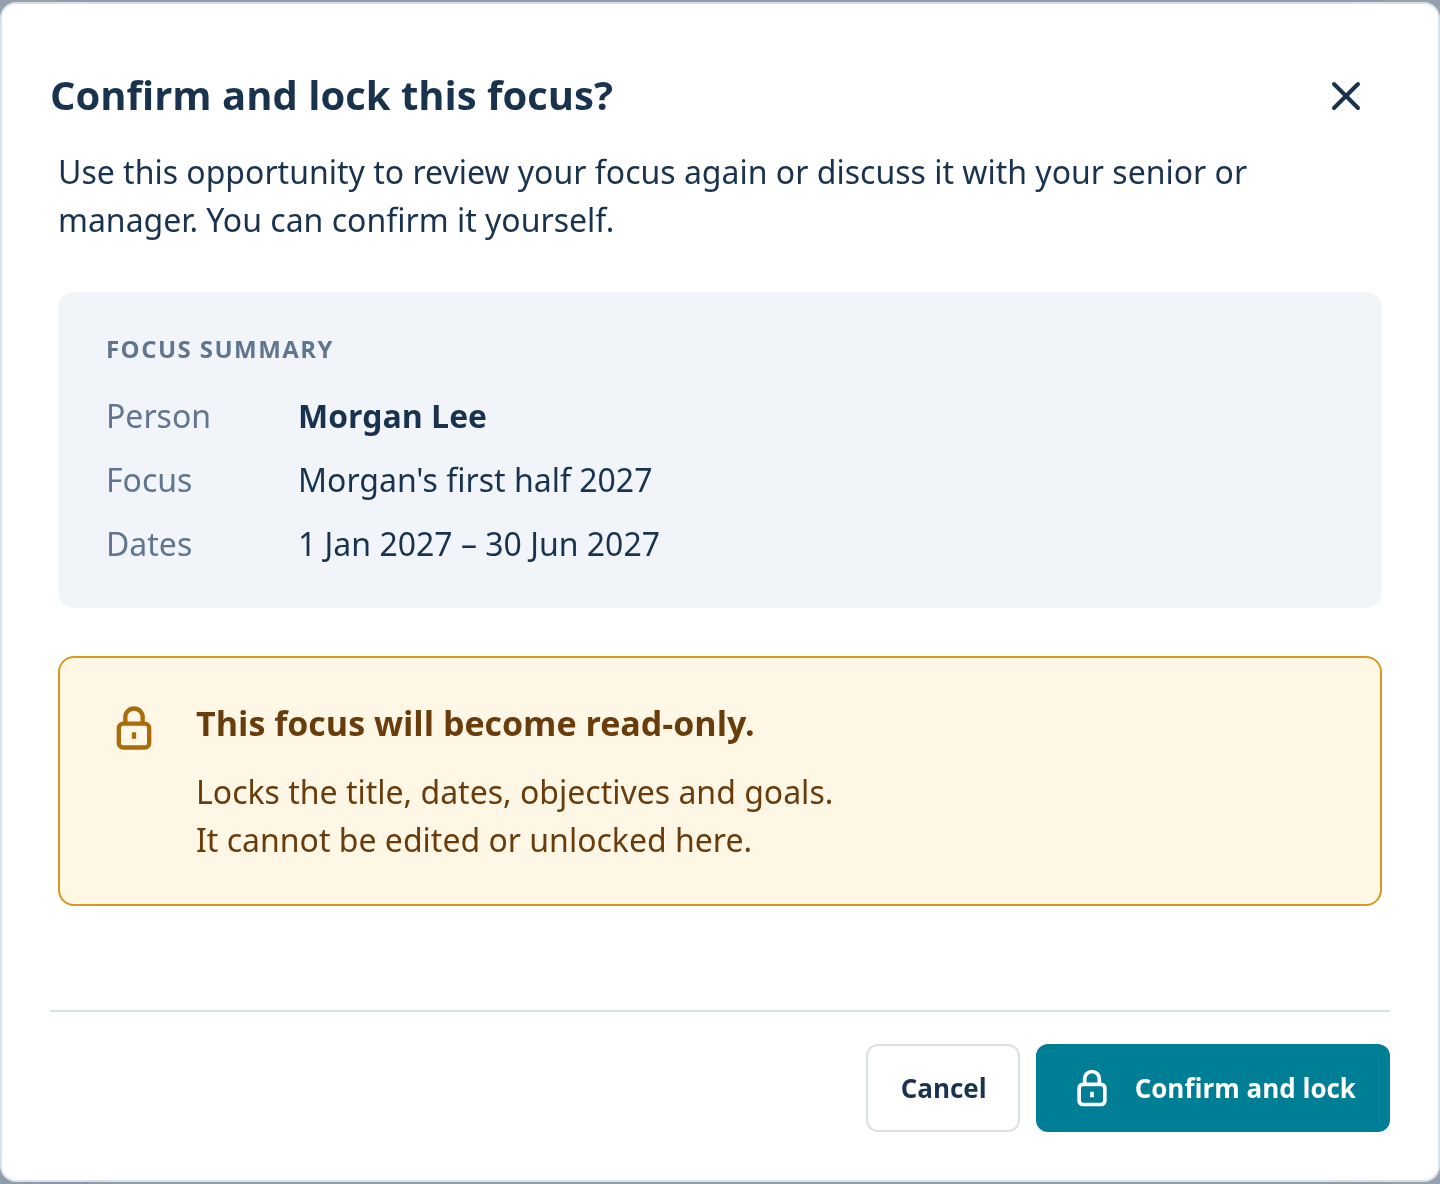 Confirm and lock this focus?
Use this opportunity to review your focus again or discuss it with your senior or
manager. You can confirm it yourself.
FOCUS SUMMARY
Person Morgan Lee
Focus Morgan's first half 2027
Dates 1 Jan 2027 – 30 Jun 2027
This focus will become read-only.
Locks the title, dates, objectives and goals.
It cannot be edited or unlocked here.
Cancel Confirm and lock